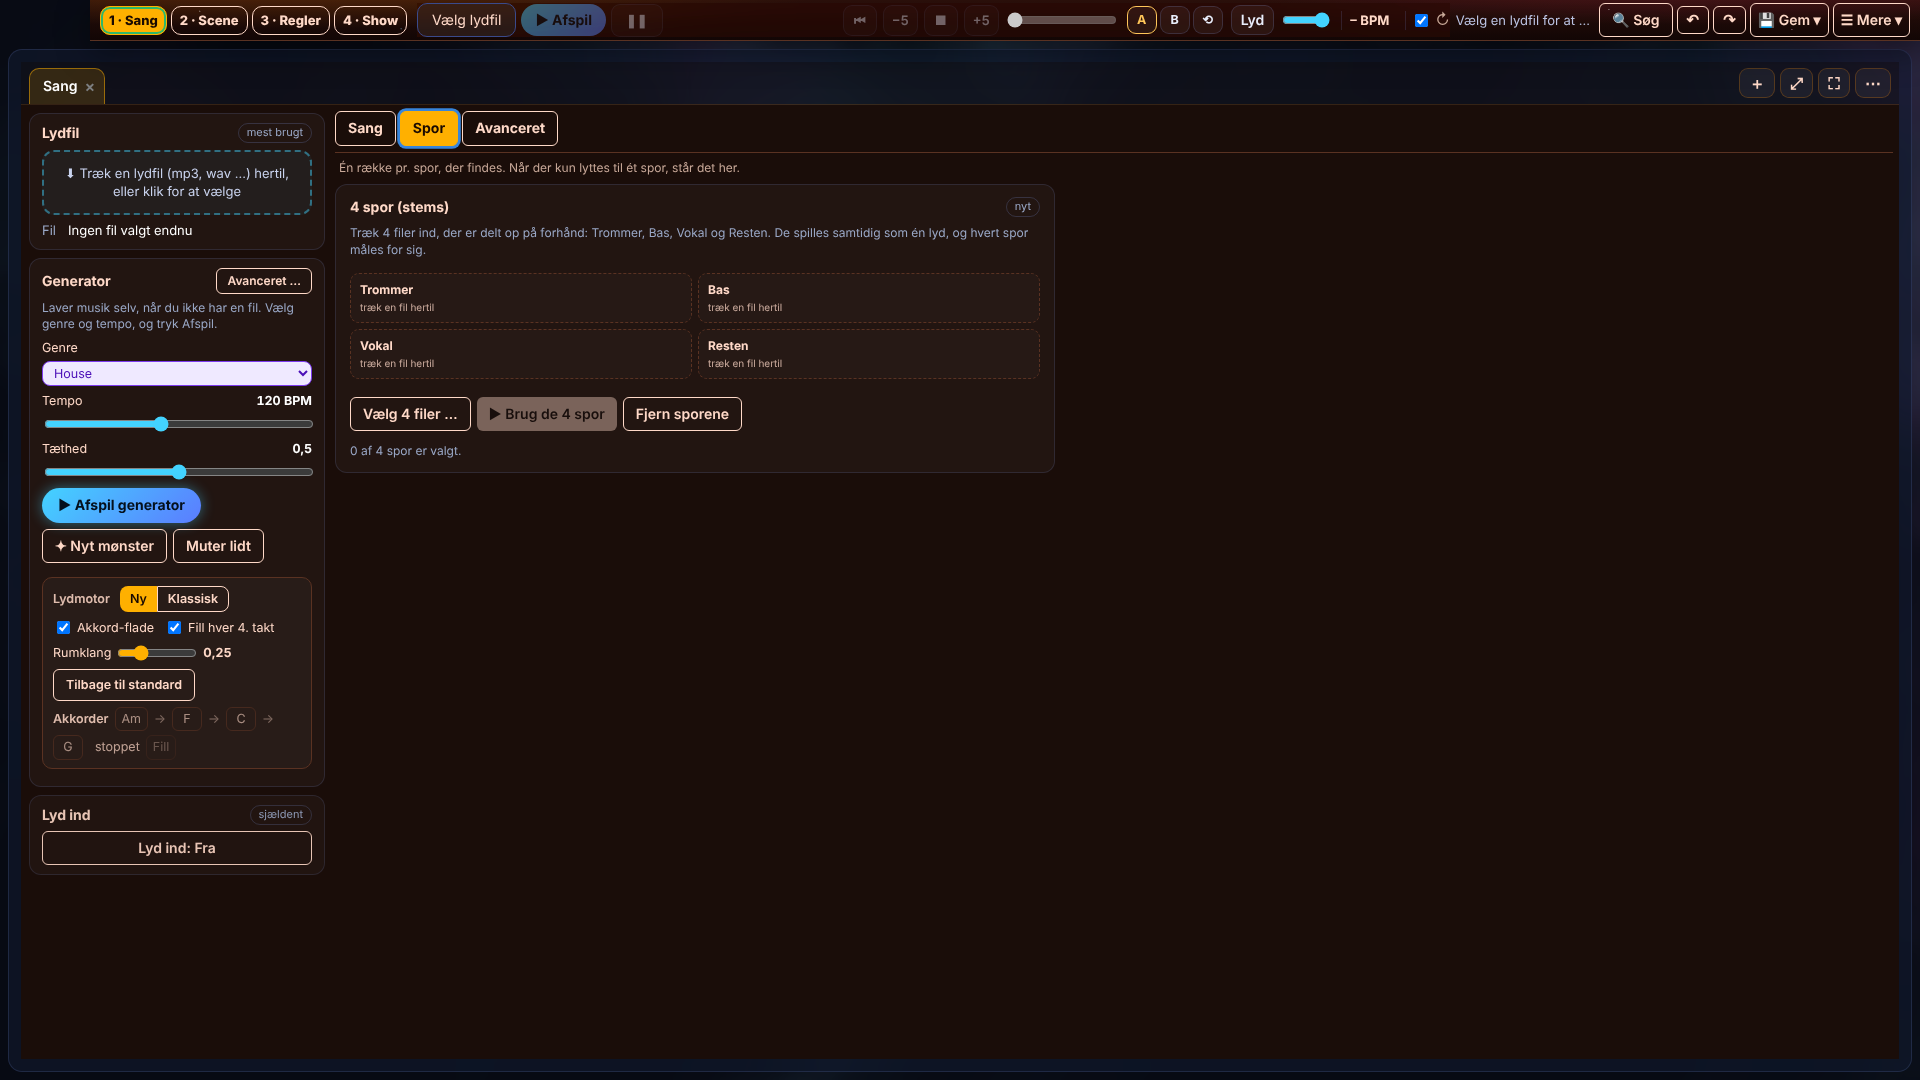 1 · Sang 2 · Scene 3 · Regler 4 · Show Vælg lydfil ▶ Afspil ❚❚ ⏮ −5 ■ +5 A B ⟲ Lyd – BPM ↻ Vælg en lydfil for at ... 🔍 Søg ↶ ↷ 💾 Gem ▾ ☰ Mere ▾
Sang × + ⤢ ⛶ ⋯
Lydfil mest brugt
⬇ Træk en lydfil (mp3, wav ...) hertil,
eller klik for at vælge
Fil Ingen fil valgt endnu
Generator Avanceret ...
Laver musik selv, når du ikke har en fil. Vælg
genre og tempo, og tryk Afspil.
Genre
House
Tempo 120 BPM
Tæthed 0,5
▶ Afspil generator
✦ Nyt mønster Muter lidt
Lydmotor Ny Klassisk
Akkord-flade Fill hver 4. takt
Rumklang 0,25
Tilbage til standard
Akkorder Am → F → C →
G stoppet Fill
Lyd ind sjældent
Lyd ind: Fra
Sang Spor Avanceret
Én række pr. spor, der findes. Når der kun lyttes til ét spor, står det her.
4 spor (stems) nyt
Træk 4 filer ind, der er delt op på forhånd: Trommer, Bas, Vokal og Resten. De spilles samtidig som én lyd, og hvert spor
måles for sig.
Trommer
træk en fil hertil
Bas
træk en fil hertil
Vokal
træk en fil hertil
Resten
træk en fil hertil
Vælg 4 filer ... ▶ Brug de 4 spor Fjern sporene
0 af 4 spor er valgt.